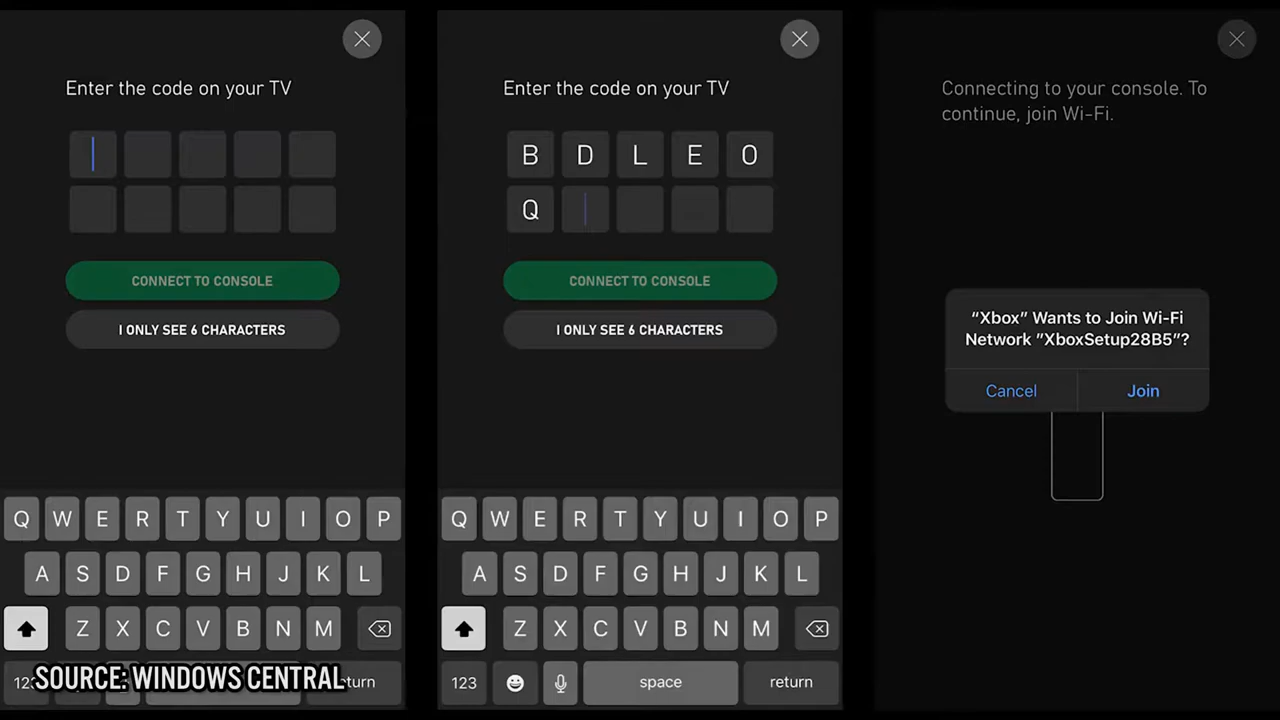 Enter the code on your TV
CONNECT TO CONSOLE
I ONLY SEE 6 CHARACTERS
Q W E R T Y U I O P
A S D F G H J K L
Z X C V B N M
SOURCE: WINDOWS CENTRAL
Enter the code on your TV
B D L E O
Q
CONNECT TO CONSOLE
I ONLY SEE 6 CHARACTERS
Q W E R T Y U I O P
A S D F G H J K L
Z X C V B N M
123 space return
Connecting to your console. To
continue, join Wi-Fi.
“Xbox” Wants to Join Wi-Fi
Network ”XboxSetup28B5”?
Cancel Join